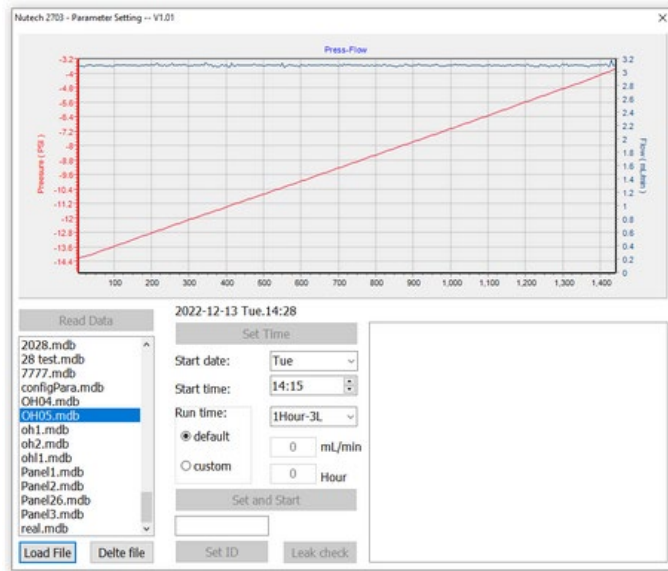 Nutech 2703 - Parameter Setting -- V1.01
Press-Flow
Pressure ( PSI )
-3.2
-4
-4.8
-5.6
-6.4
-7.2
-8
-8.8
-9.6
-10.4
-11.2
-12
-12.8
-13.6
-14.4
3.2
3
2.8
2.6
2.4
2.2
2
1.8
1.6
1.4
1.2
1
0.8
0.6
0.4
0.2
0
Flow ( mL/min )
100 200 300 400 500 600 700 800 900 1,000 1,100 1,200 1,300 1,400
Read Data
2028.mdb
28 test.mdb
7777.mdb
configPara.mdb
OH04.mdb
OH05.mdb
oh1.mdb
oh2.mdb
ohl1.mdb
Panel1.mdb
Panel2.mdb
Panel26.mdb
Panel3.mdb
real.mdb
Load File
Delte file
2022-12-13 Tue.14:28
Set Time
Start date: Tue
Start time: 14:15
Run time: 1Hour-3L
default
0 mL/min
custom
0 Hour
Set and Start
Set ID
Leak check